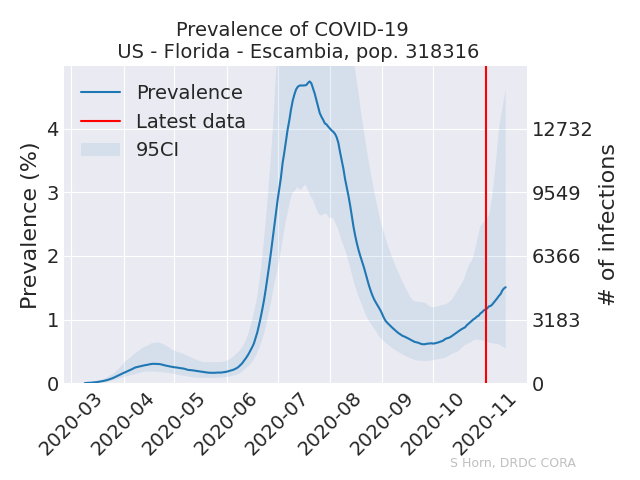 Prevalence of COVID-19
US - Florida - Escambia, pop. 318316
Prevalence
Latest data
95CI
Prevalence (%)
4
3
2
1
0
12732
9549
6366
3183
0
# of infections
2020-03
2020-04
2020-05
2020-06
2020-07
2020-08
2020-09
2020-10
2020-11
S Horn, DRDC CORA